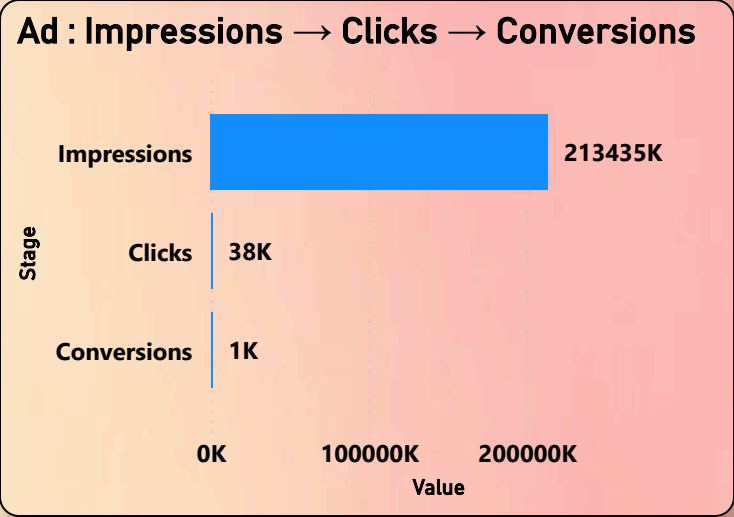 Ad : Impressions → Clicks → Conversions
Impressions 213435K
Clicks 38K
Conversions 1K
Stage
0K 100000K 200000K
Value